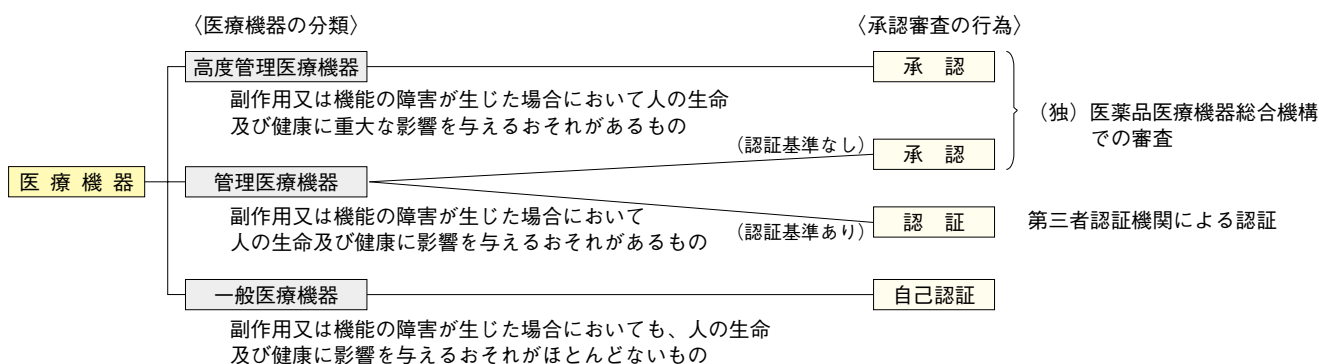 〈医療機器の分類〉
〈承認審査の行為〉
高度管理医療機器
承 認
副作用又は機能の障害が生じた場合において人の生命
及び健康に重大な影響を与えるおそれがあるもの
(独)医薬品医療機器総合機構
での審査
(認証基準なし)
承 認
医 療 機 器
管理医療機器
副作用又は機能の障害が生じた場合において
人の生命及び健康に影響を与えるおそれがあるもの
(認証基準あり)
認 証
第三者認証機関による認証
一般医療機器
自己認証
副作用又は機能の障害が生じた場合においても、人の生命
及び健康に影響を与えるおそれがほとんどないもの